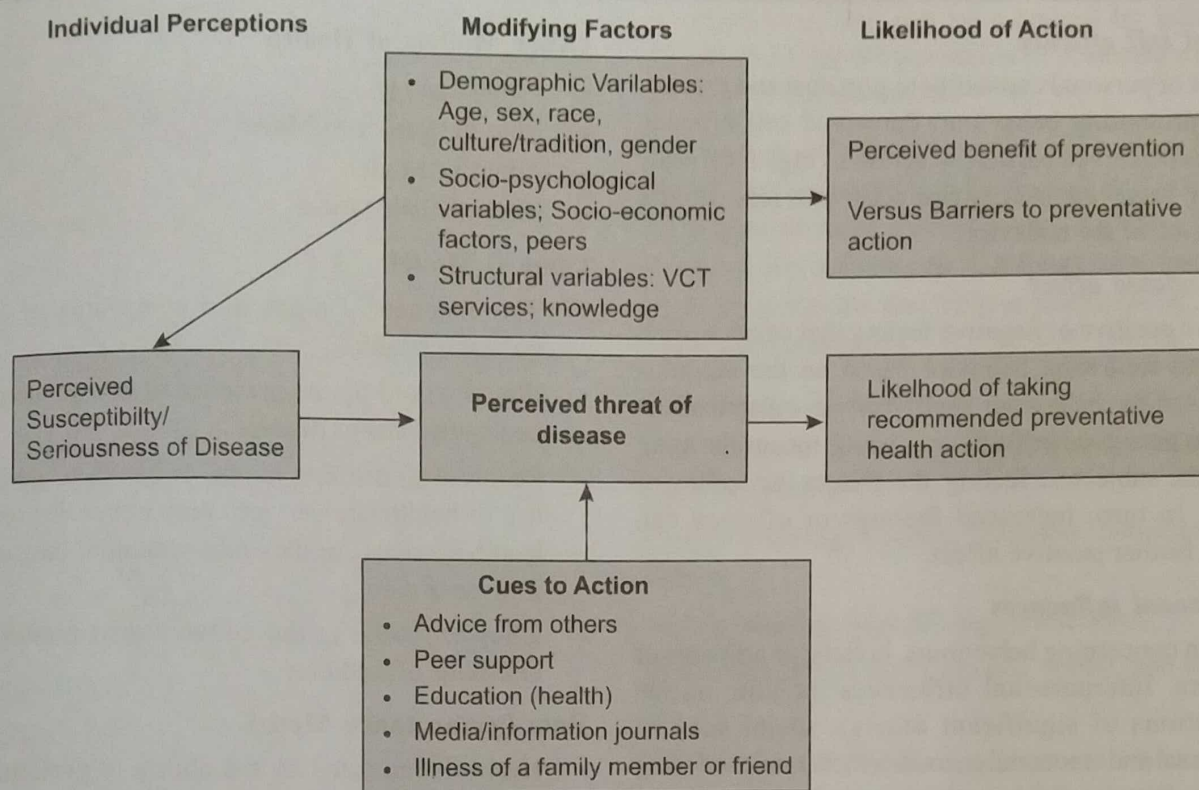 Individual Perceptions
Modifying Factors
Likelihood of Action
• Demographic Varilables:
Age, sex, race,
culture/tradition, gender
• Socio-psychological
variables; Socio-economic
factors, peers
• Structural variables: VCT
services; knowledge
Perceived benefit of prevention
Versus Barriers to preventative
action
Perceived
Susceptibilty/
Seriousness of Disease
Perceived threat of
disease
Likelhood of taking
recommended preventative
health action
Cues to Action
• Advice from others
• Peer support
• Education (health)
• Media/information journals
• Illness of a family member or friend